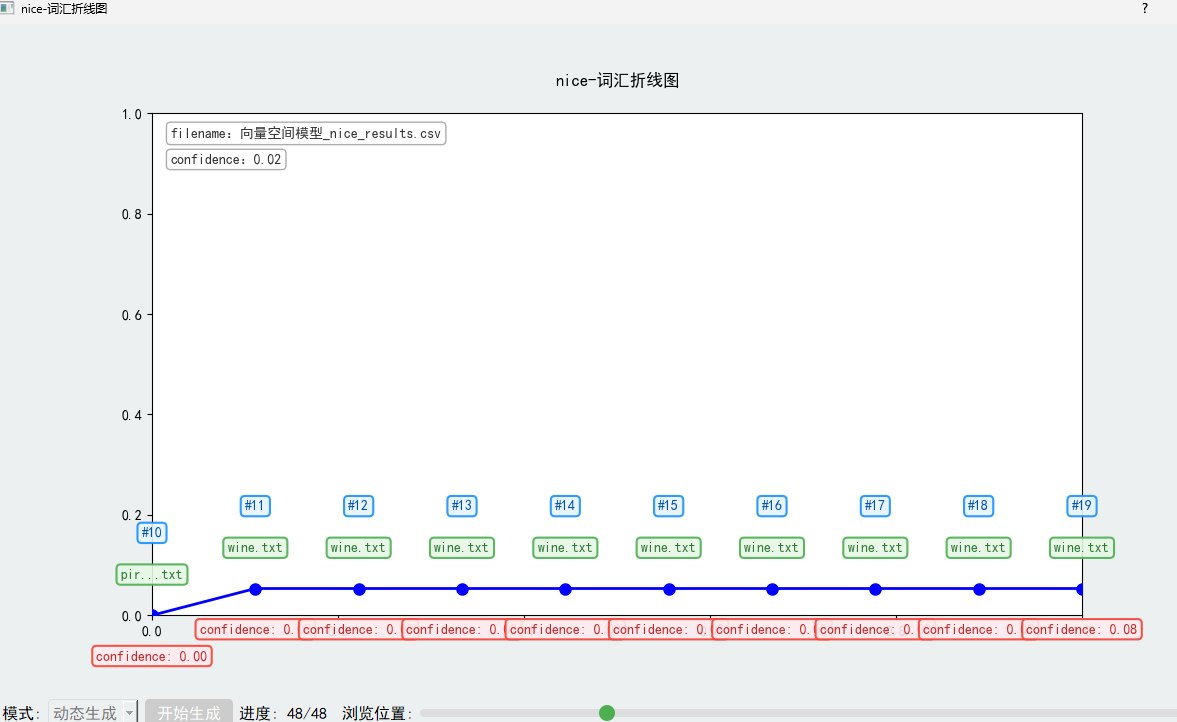 nice-词汇折线图
?
nice-词汇折线图
1.0
filename: 向量空间模型_nice_results.csv
confidence: 0.02
0.8
0.6
0.4
0.2
#10 #11 #12 #13 #14 #15 #16 #17 #18 #19
pir...txt wine.txt wine.txt wine.txt wine.txt wine.txt wine.txt wine.txt wine.txt wine.txt
0.0
0.0
confidence: 0. confidence: 0. confidence: 0. confidence: 0. confidence: 0. confidence: 0. confidence: 0. confidence: 0. confidence: 0.08
confidence: 0.00
模式: 动态生成 开始生成 进度: 48/48 浏览位置: